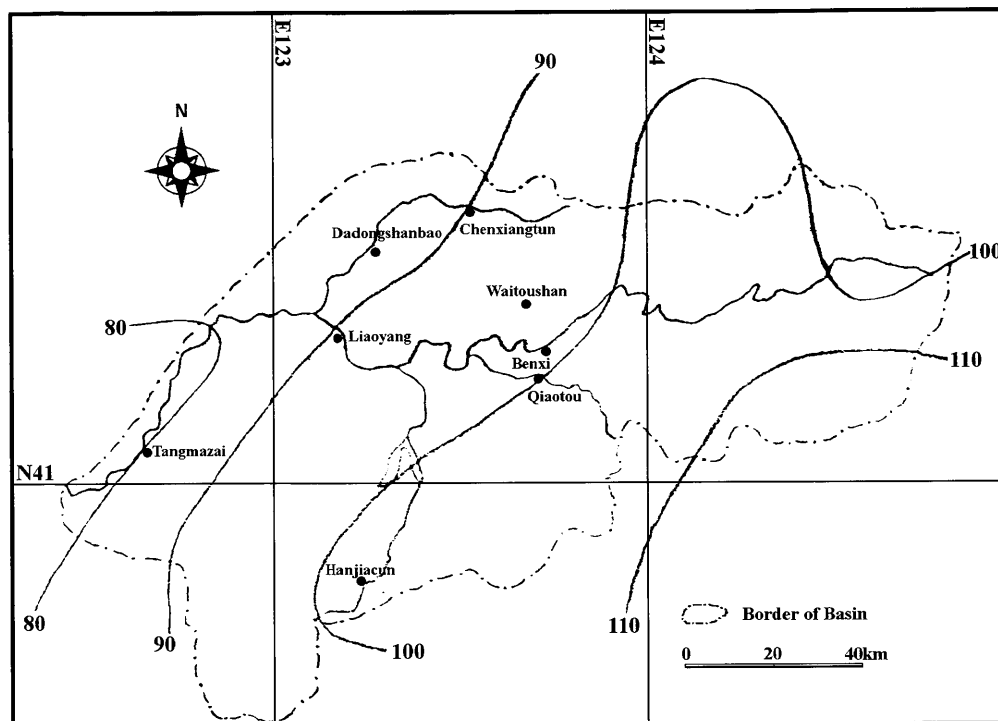 E123
E124
90
N
Dadongshanbao
Chenxiangtun
100
Waitoushan
80
Liaoyang
Benxi
110
Qiaotou
Tangmazai
N41
Hanjiacun
80
90
100
110
Border of Basin
0 20 40km